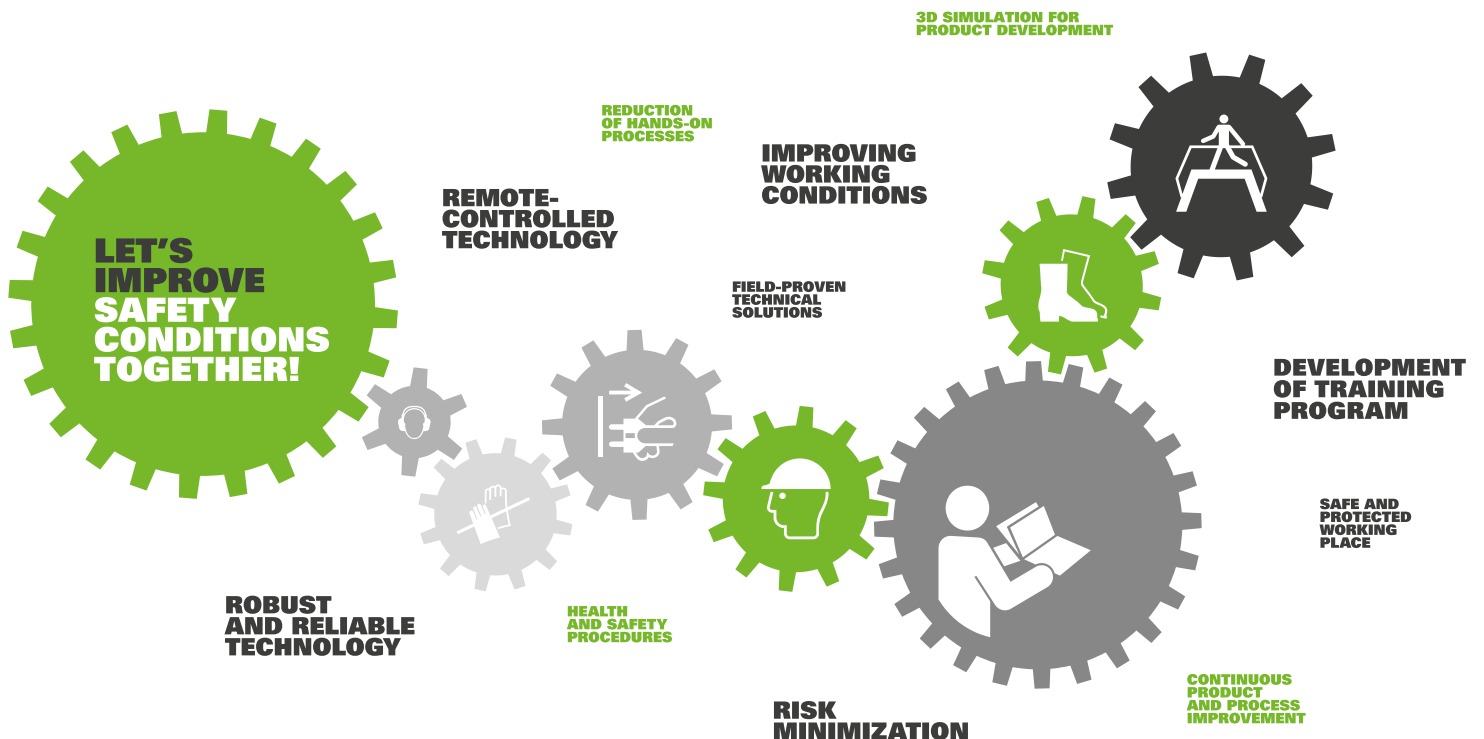 3D SIMULATION FOR
PRODUCT DEVELOPMENT
REDUCTION
OF HANDS-ON
PROCESSES
IMPROVING
WORKING
CONDITIONS
REMOTE-
CONTROLLED
TECHNOLOGY
LET’S
IMPROVE
SAFETY
CONDITIONS
TOGETHER!
FIELD-PROVEN
TECHNICAL
SOLUTIONS
DEVELOPMENT
OF TRAINING
PROGRAM
SAFE AND
PROTECTED
WORKING
PLACE
ROBUST
AND RELIABLE
TECHNOLOGY
HEALTH
AND SAFETY
PROCEDURES
CONTINUOUS
PRODUCT
AND PROCESS
IMPROVEMENT
RISK
MINIMIZATION